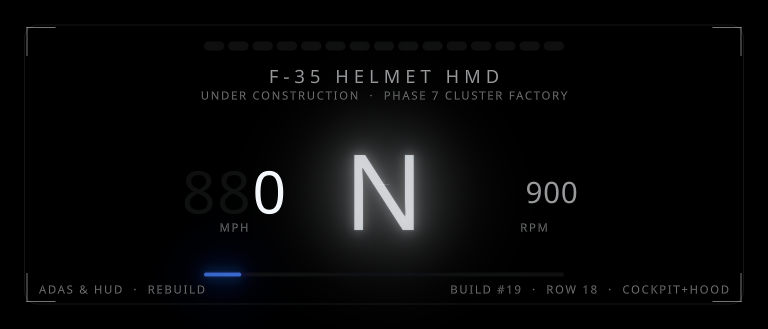 F-35 HELMET HMD
UNDER CONSTRUCTION · PHASE 7 CLUSTER FACTORY
880 N 900
MPH RPM
ADAS & HUD · REBUILD BUILD #19 · ROW 18 · COCKPIT+HOOD